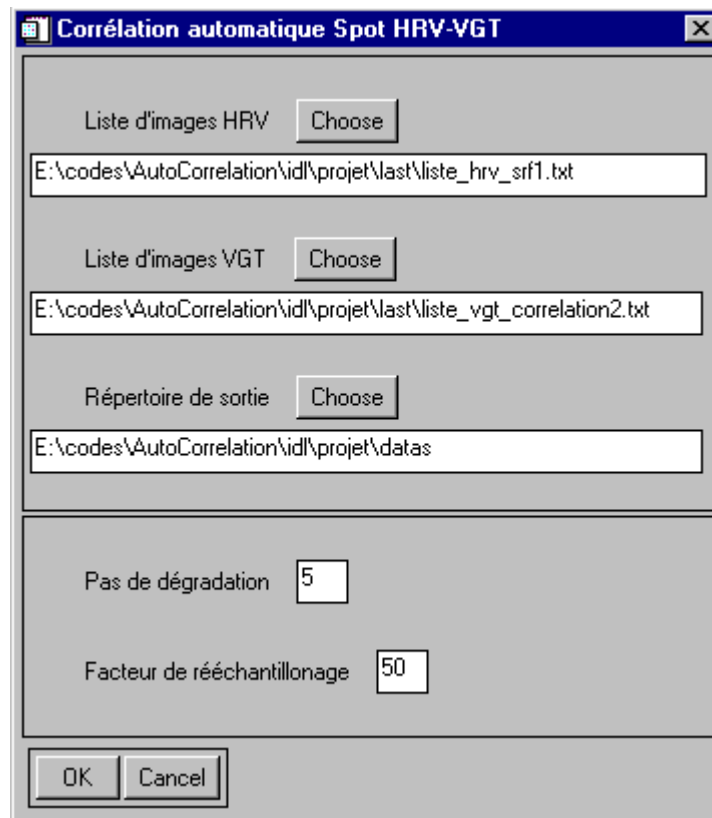 Corrélation automatique Spot HRV-VGT
Liste d'images HRV Choose
E:\codes\AutoCorrelation\idl\projet\last\liste_hrv_srf1.txt
Liste d'images VGT Choose
E:\codes\AutoCorrelation\idl\projet\last\liste_vgt_correlation2.txt
Répertoire de sortie Choose
E:\codes\AutoCorrelation\idl\projet\datas
Pas de dégradation 5
Facteur de rééchantillonage 50
OK Cancel